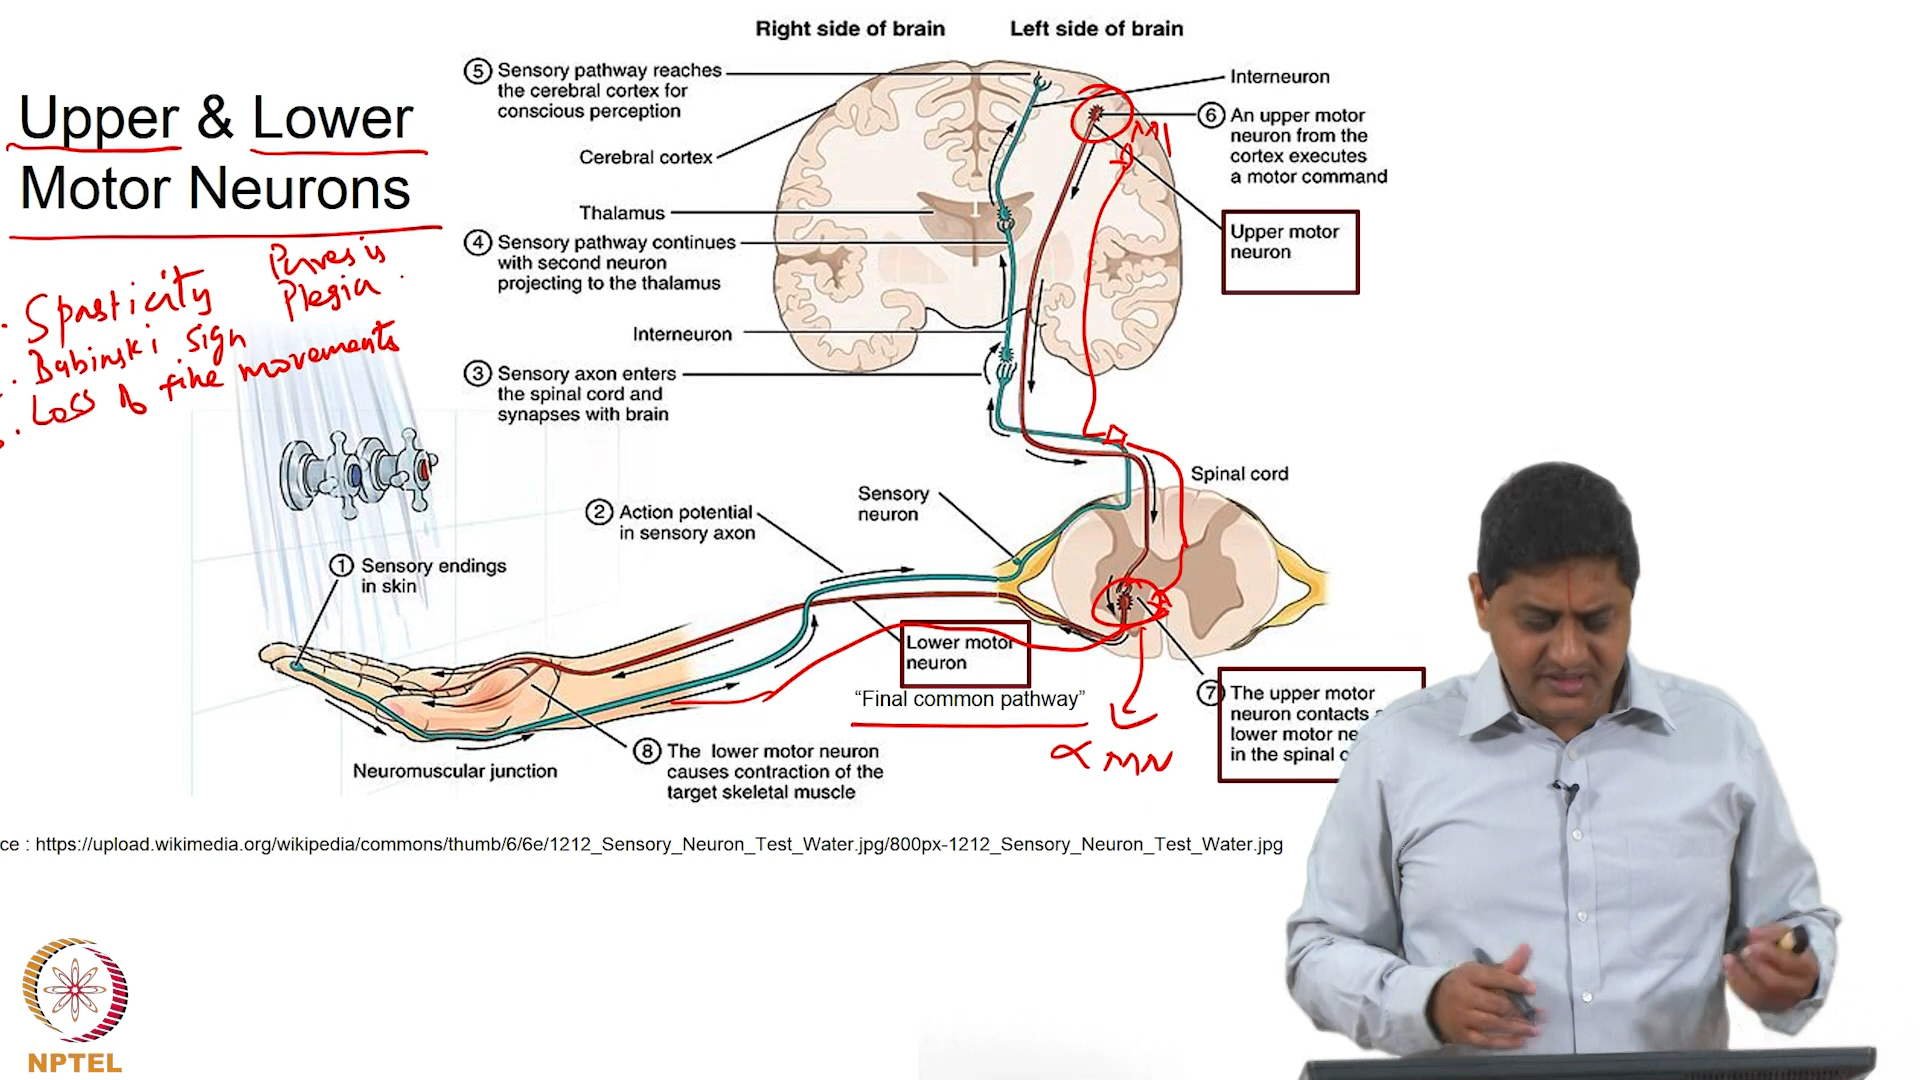 Upper & Lower
Motor Neurons
Paresis
Plegia
Spasticity
Babinski Sign
Loss of fine movements
Right side of brain
Left side of brain
5 Sensory pathway reaches
the cerebral cortex for
conscious perception
Cerebral cortex
Thalamus
4 Sensory pathway continues
with second neuron
projecting to the thalamus
Interneuron
3 Sensory axon enters
the spinal cord and
synapses with brain
Interneuron
6 An upper motor
neuron from the
cortex executes
a motor command
M1
Upper motor
neuron
Spinal cord
Sensory
neuron
2 Action potential
in sensory axon
1 Sensory endings
in skin
Lower motor
neuron
"Final common pathway"
α MN
7 The upper motor
neuron contacts
lower motor ne
in the spinal c
8 The lower motor neuron
causes contraction of the
target skeletal muscle
Neuromuscular junction
ce : https://upload.wikimedia.org/wikipedia/commons/thumb/6/6e/1212_Sensory_Neuron_Test_Water.jpg/800px-1212_Sensory_Neuron_Test_Water.jpg
NPTEL